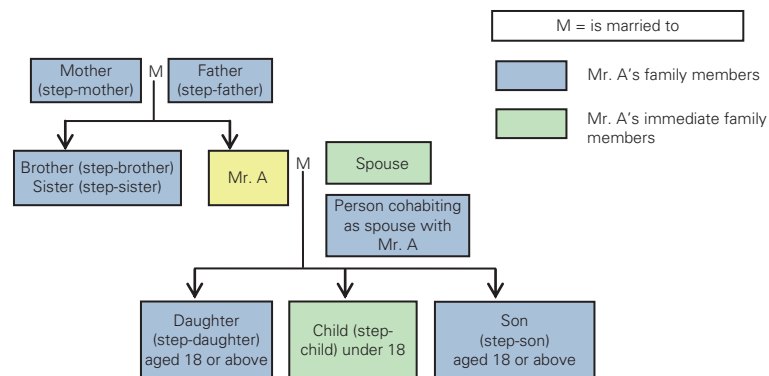 M = is married to
Mother
(step-mother)
M
Father
(step-father)
Mr. A's family members
Mr. A's immediate family
members
Brother (step-brother)
Sister (step-sister)
Mr. A
M
Spouse
Person cohabiting
as spouse with
Mr. A
Daughter
(step-daughter)
aged 18 or above
Child (step-
child) under 18
Son
(step-son)
aged 18 or above